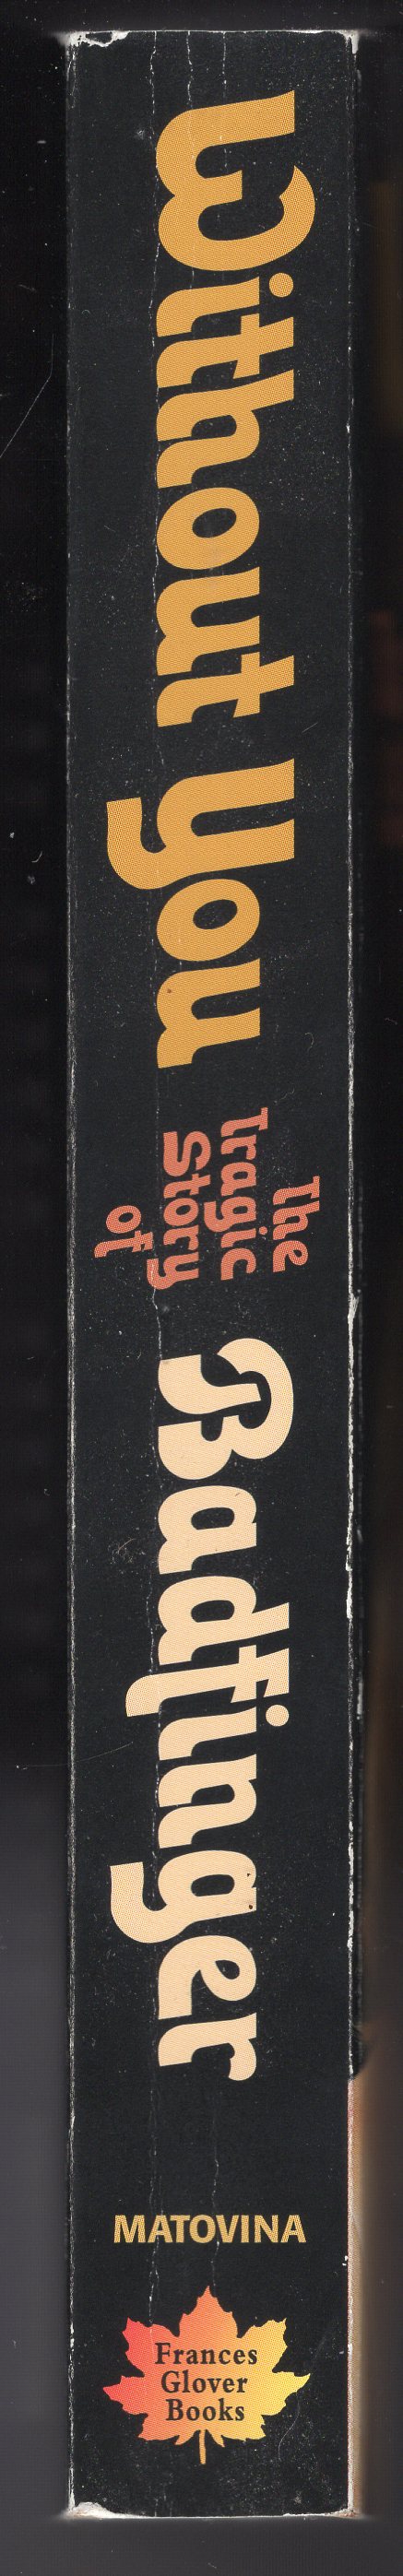 Without You
The
Tragic
Story
of
Badfinger
MATOVINA
Frances
Glover
Books